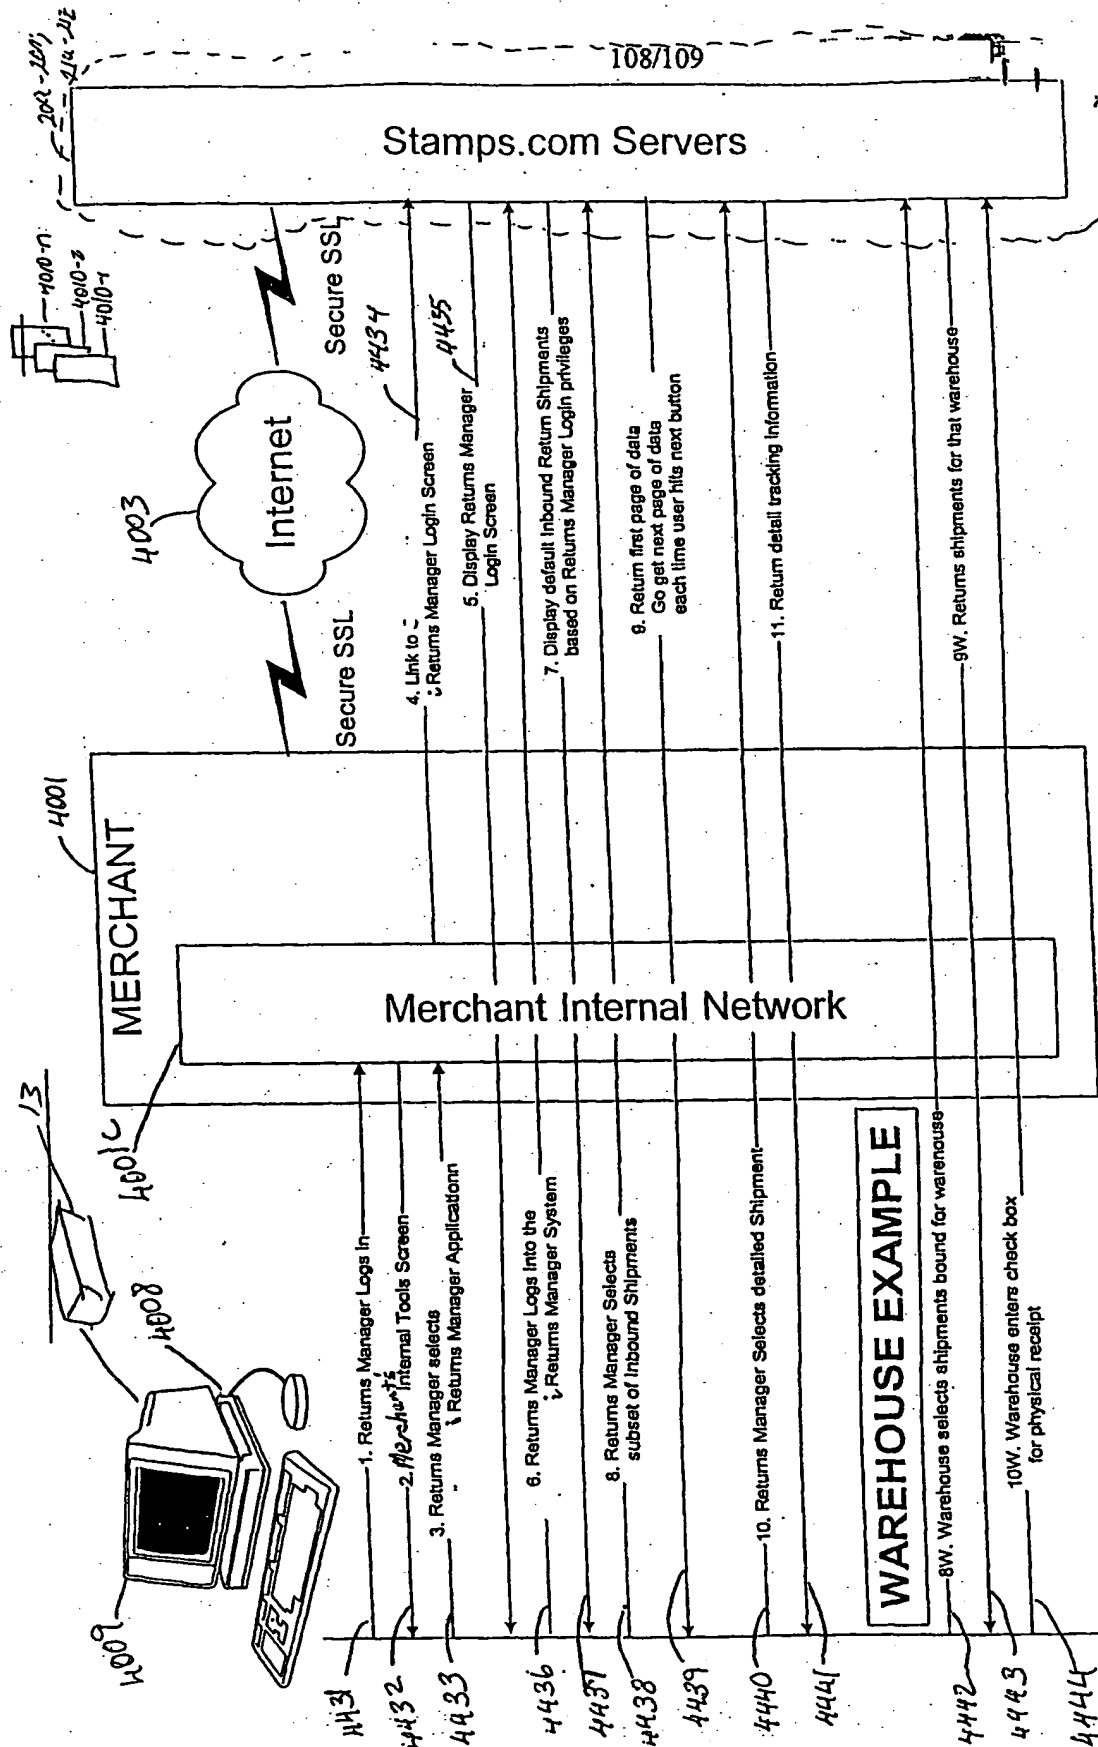 108/109
Stamps.com Servers
4010-n
4010-2
4010-1
Secure SSL
Internet
4003
Secure SSL
4434
4435
4. Link to
Returns Manager Login Screen
5. Display Returns Manager
Login Screen
7. Display default Inbound Return Shipments
based on Returns Manager Login privileges
9. Return first page of data
Go get next page of data
each time user hits next button
11. Return detail tracking Information
9W. Returns shipments for that warehouse
MERCHANT
4001
Merchant Internal Network
4001C
13
4008
4009
1. Returns Manager Logs In
2. Merchant's Internal Tools Screen
3. Returns Manager selects
Returns Manager Applicationn
6. Returns Manager Logs Into the
Returns Manager System
8. Returns Manager Selects
subset of Inbound Shipments
10. Returns Manager Selects detailed Shipment
WAREHOUSE EXAMPLE
8W. Warehouse selects shipments bound for warehouse
10W. Warehouse enters check box
for physical receipt
4431
4432
4433
4436
4437
4438
4439
4440
4441
4442
4443
4444